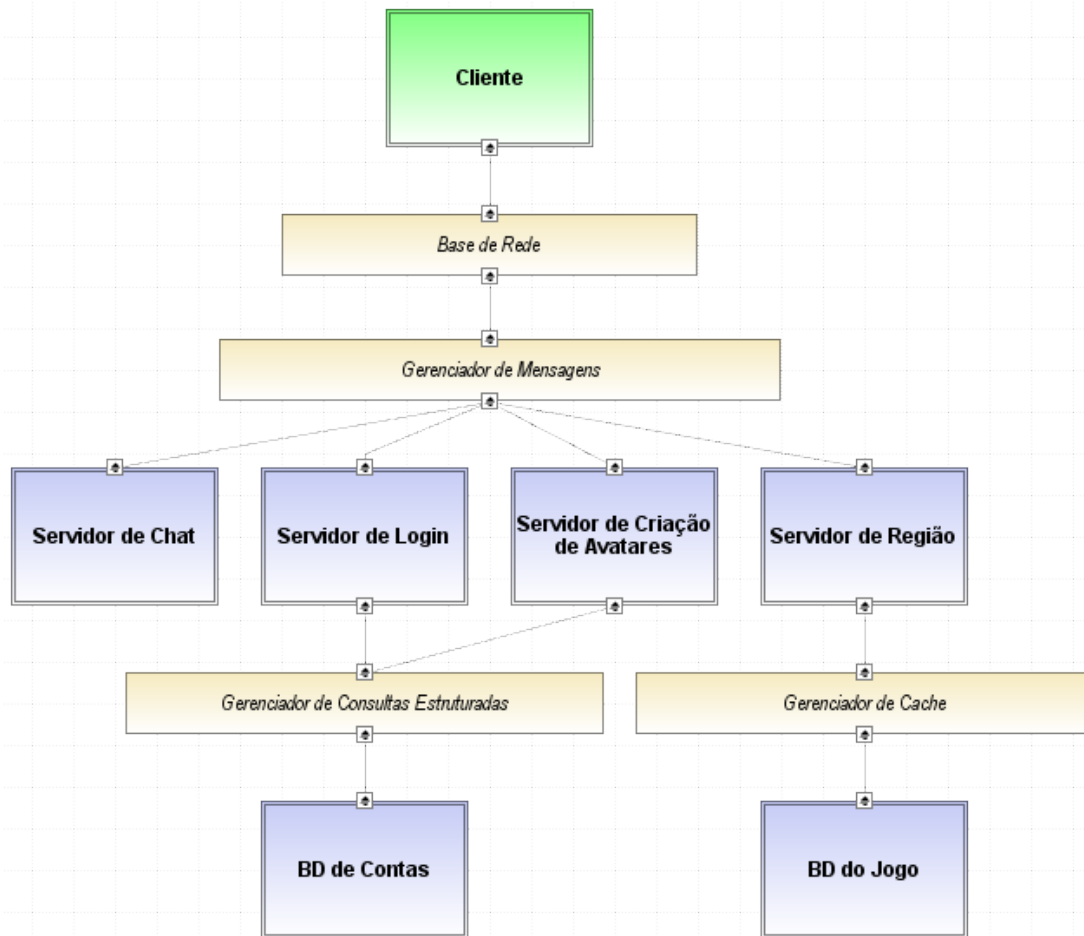 Cliente
Base de Rede
Gerenciador de Mensagens
Servidor de Chat
Servidor de Login
Servidor de Criação
de Avatares
Servidor de Região
Gerenciador de Consultas Estruturadas
Gerenciador de Cache
BD de Contas
BD do Jogo